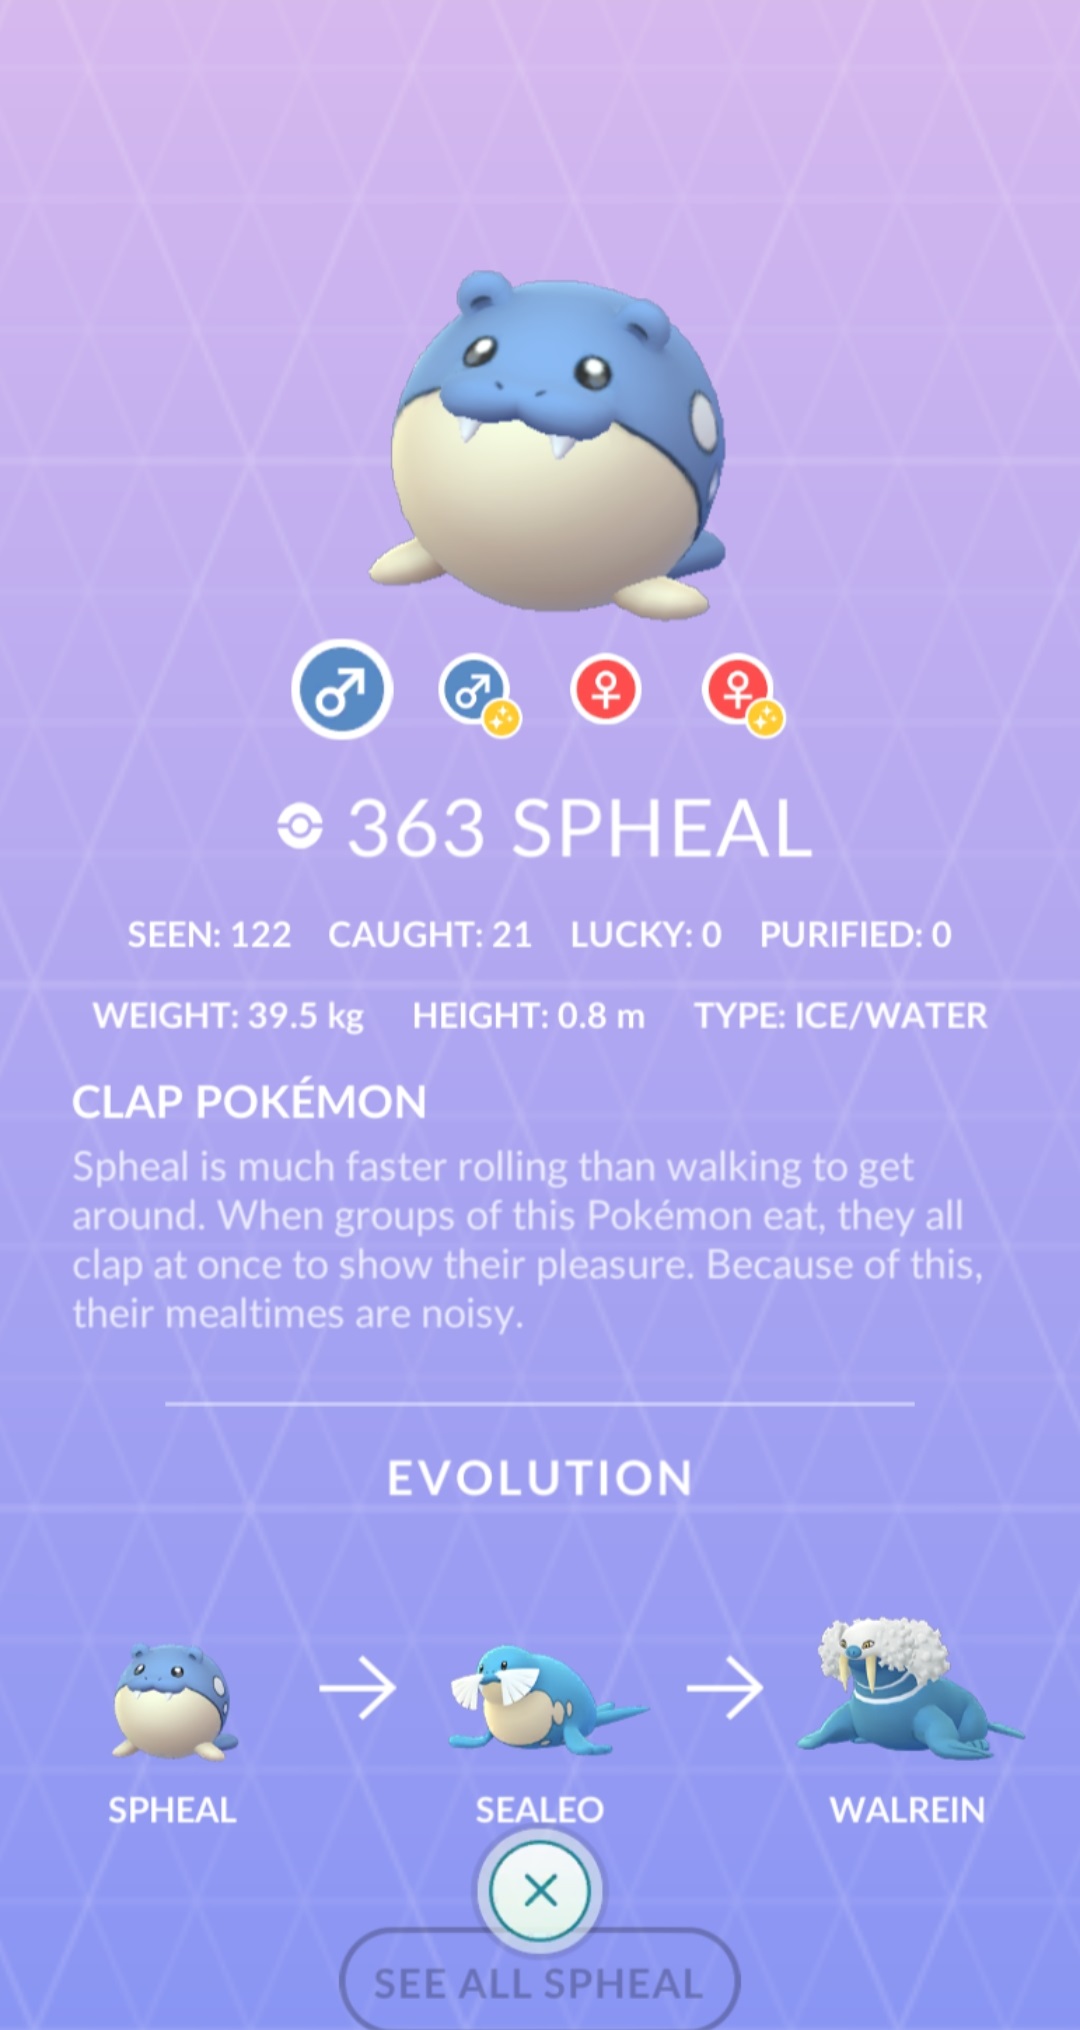 363 SPHEAL
SEEN: 122 CAUGHT: 21 LUCKY: 0 PURIFIED: 0
WEIGHT: 39.5 kg HEIGHT: 0.8 m TYPE: ICE/WATER
CLAP POKÉMON
Spheal is much faster rolling than walking to get
around. When groups of this Pokémon eat, they all
clap at once to show their pleasure. Because of this,
their mealtimes are noisy.
EVOLUTION
SPHEAL SEALEO WALREIN
SEE ALL SPHEAL